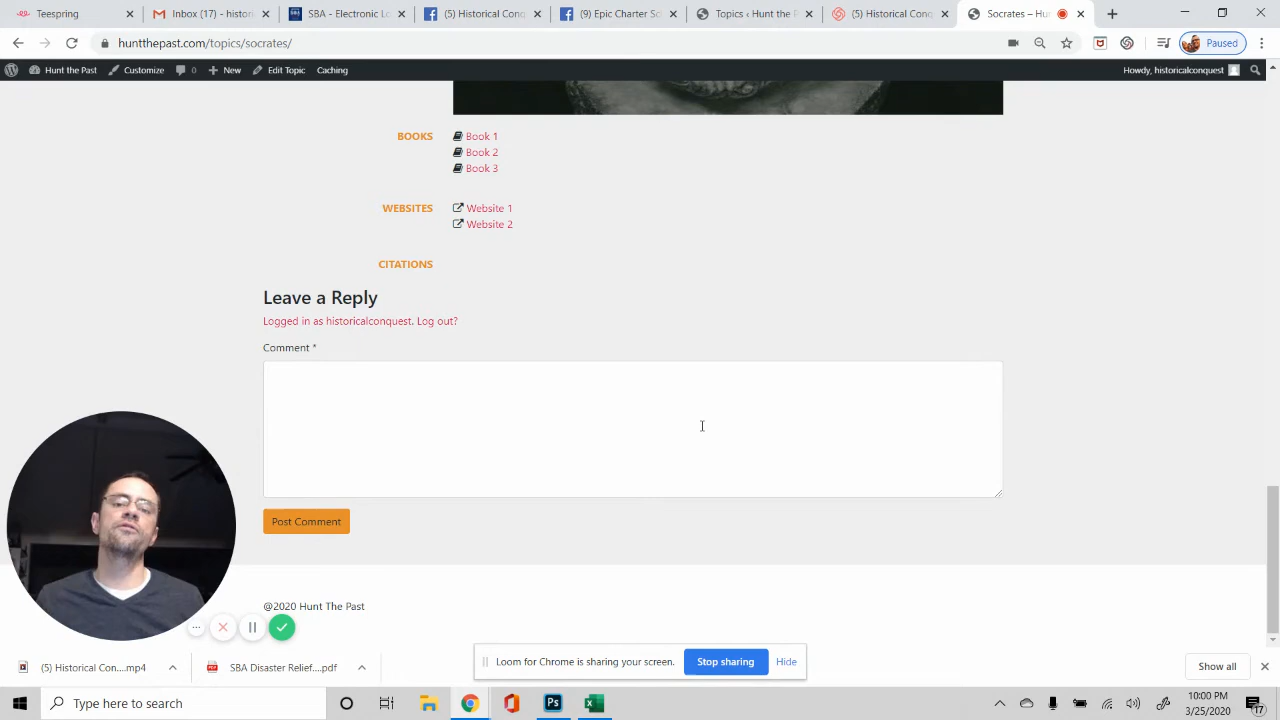 Teespring
Inbox (17) - histori
SBA - Electronic Lo
(5) Historical Conq
(9) Epic Charter Sc
Topics ‹ Hunt the P
(5) Historical Conq
Socrates – Hu
hunthepast.com/topics/socrates/
Paused
Hunt the Past
Customize
0
New
Edit Topic
Caching
Howdy, historicalconquest
BOOKS
Book 1
Book 2
Book 3
WEBSITES
Website 1
Website 2
CITATIONS
Leave a Reply
Logged in as historicalconquest. Log out?
Comment *
Post Comment
@2020 Hunt The Past
Loom for Chrome is sharing your screen.
Stop sharing
Hide
(5) Historical Con....mp4
SBA Disaster Relief....pdf
Show all
Type here to search
Ps
10:00 PM
3/25/2020
17